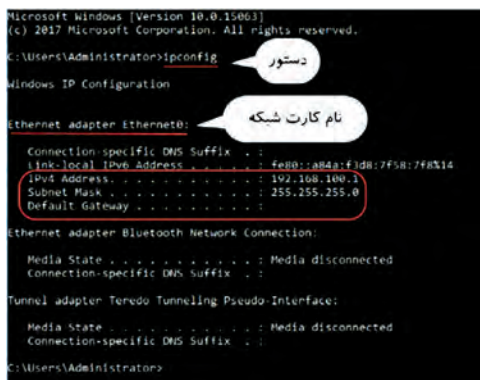 Microsoft Windows [Version 10.0.15063]
(c) 2017 Microsoft Corporation. All rights reserved.
C:\Users\Administrator>ipconfig
دستور
Windows IP Configuration
Ethernet adapter Ethernet0:
نام کارت شبکه
Connection-specific DNS Suffix . :
Link-local IPv6 Address . . . . . : fe80::a84a:f3d8:7f58:7f8%14
IPv4 Address. . . . . . . . . . . : 192.168.100.1
Subnet Mask . . . . . . . . . . . : 255.255.255.0
Default Gateway . . . . . . . . . :
Ethernet adapter Bluetooth Network Connection:
Media State . . . . . . . . . . . : Media disconnected
Connection-specific DNS Suffix . :
Tunnel adapter Teredo Tunneling Pseudo-Interface:
Media State . . . . . . . . . . . : Media disconnected
Connection-specific DNS Suffix . :
C:\Users\Administrator>